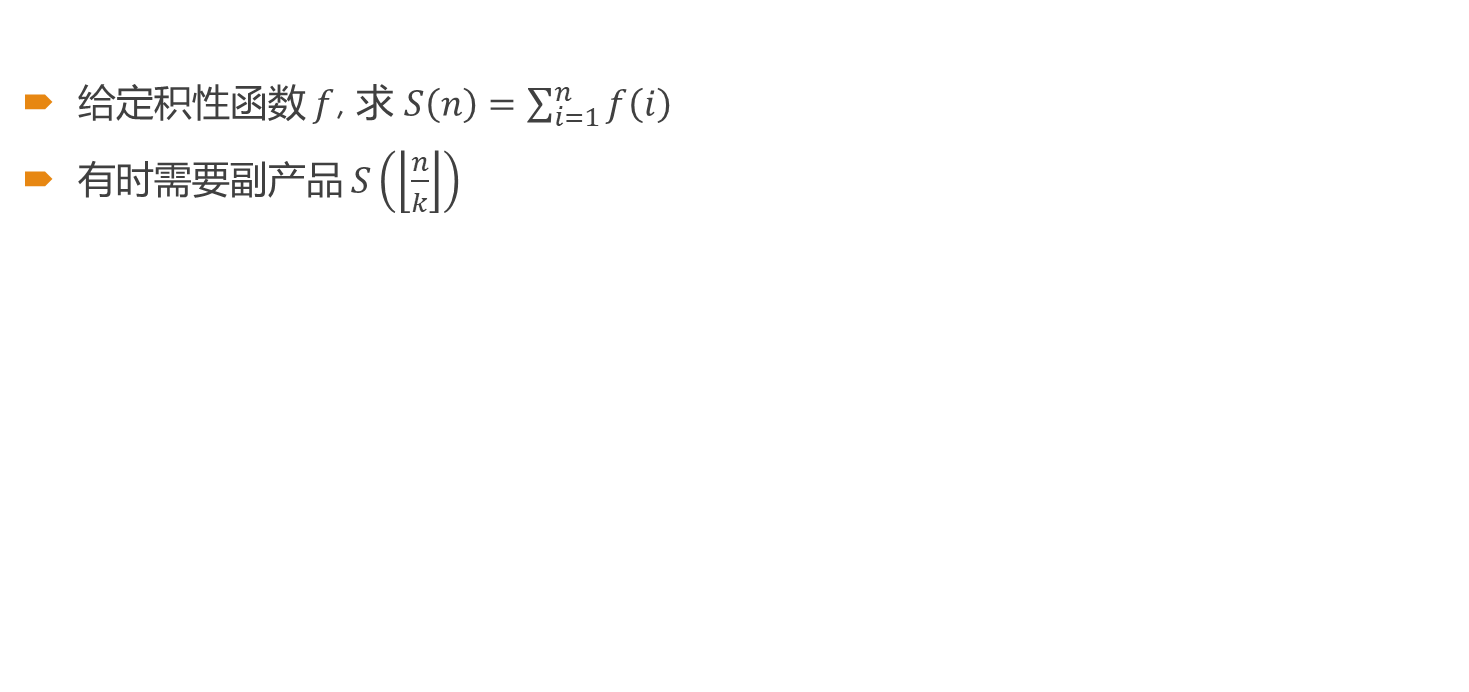 给定积性函数 f, 求 S(n) = ∑_{i=1}^{n} f(i)
有时需要副产品 S(⌊n/k⌋)